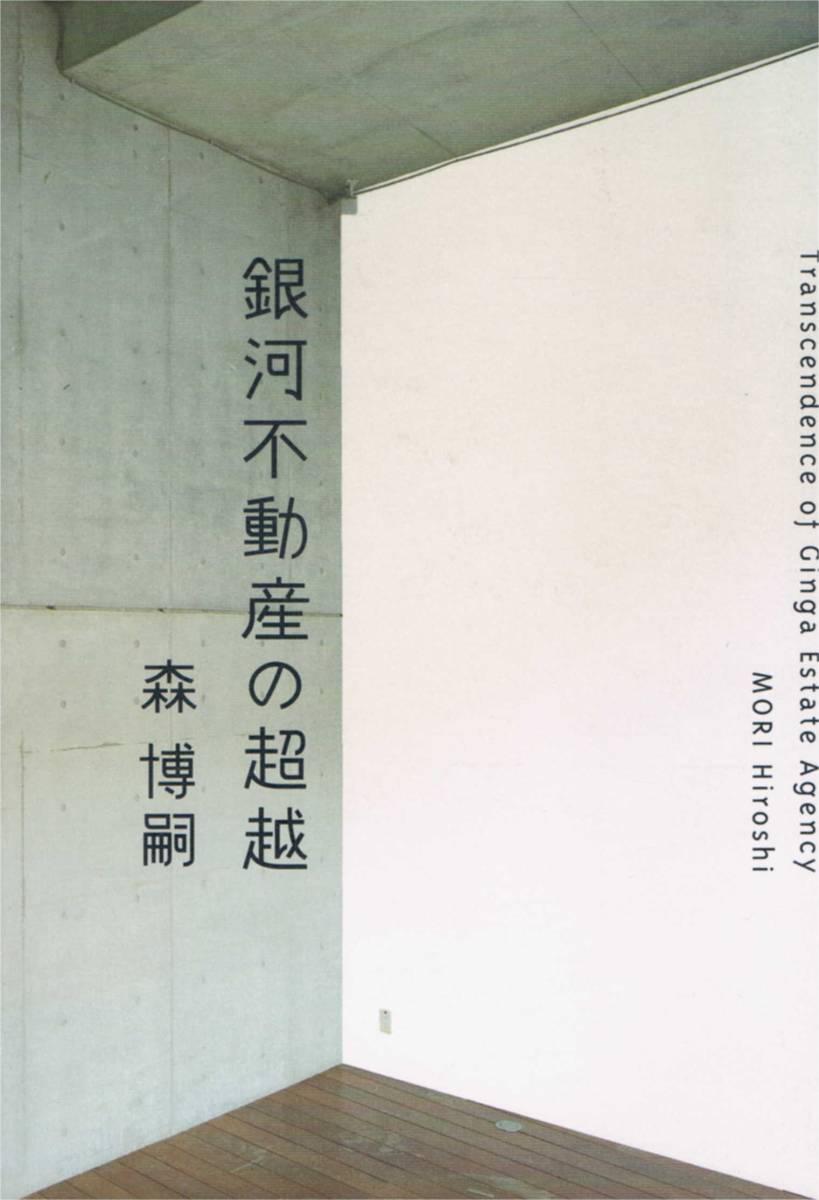 銀河不動産の超越
森 博嗣
Transcendence of Ginga Estate Agency
MORI Hiroshi